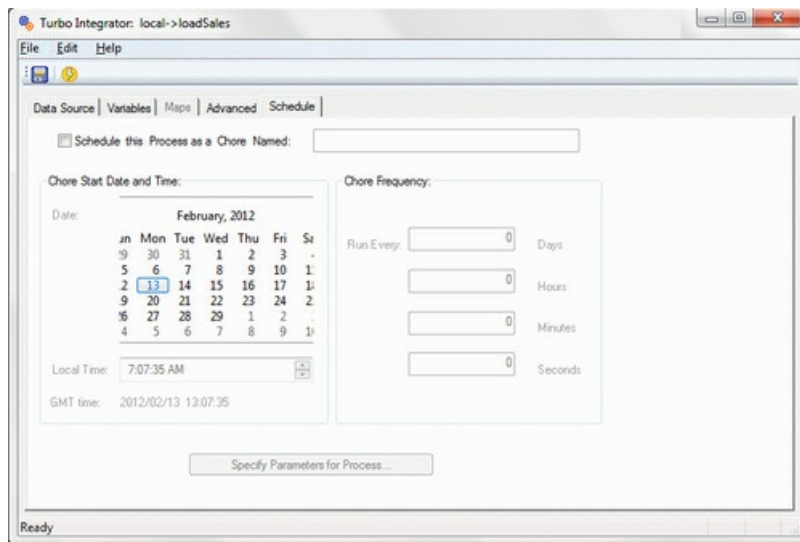 Turbo Integrator: local->loadSales
File Edit Help
Data Source Variables Maps Advanced Schedule
Schedule this Process as a Chore Named:
Chore Start Date and Time:
Chore Frequency:
Date:
February, 2012
Mon Tue Wed Thu Fri
30 31 1 2 3
5 6 7 8 9 10
13 14 15 16 17
20 21 22 23 24
27 28 29 1 2
4 5 6 7 8 9
Run Every: 0 Days
0 Hours
0 Minutes
0 Seconds
Local Time: 7:07:35 AM
GMT time: 2012/02/13 13:07:35
Specify Parameters for Process...
Ready